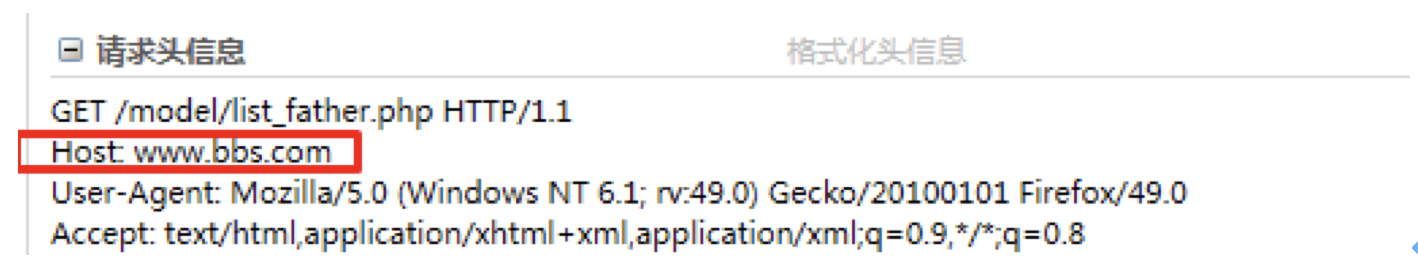 请求头信息
格式化头信息
GET /model/list_father.php HTTP/1.1
Host: www.bbs.com
User-Agent: Mozilla/5.0 (Windows NT 6.1; rv:49.0) Gecko/20100101 Firefox/49.0
Accept: text/html,application/xhtml+xml,application/xml;q=0.9,*/*;q=0.8